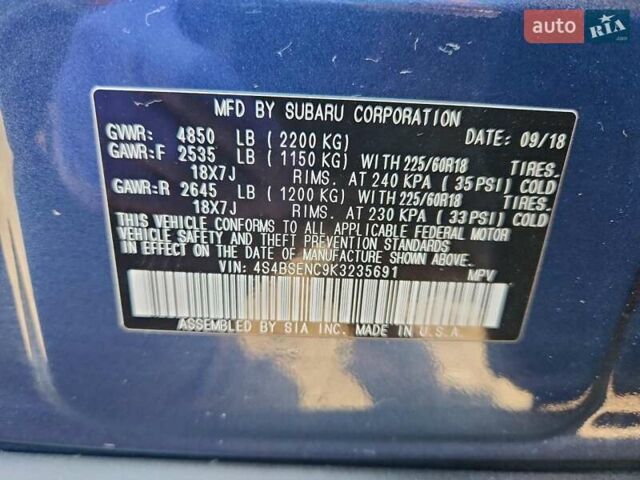 auto RIA
.com
MFD BY SUBARU CORPORATION
GVWR: 4850 LB (2200 KG) DATE: 09/18
GAWR:F 2535 LB (1150 KG) WITH 225/60R18 TIRES.
18X7J RIMS. AT 240 KPA (35 PSI) COLD
GAWR:R 2645 LB (1200 KG) WITH 225/60R18 TIRES.
18X7J RIMS. AT 230 KPA (33 PSI) COLD
THIS VEHICLE CONFORMS TO ALL APPLICABLE FEDERAL MOTOR
VEHICLE SAFETY AND THEFT PREVENTION STANDARDS
IN EFFECT ON THE DATE OF MANUFACTURE SHOWN ABOVE.
VIN: 4S4BSENC9K3235691 MPV
ASSEMBLED BY SIA INC. MADE IN U.S.A.